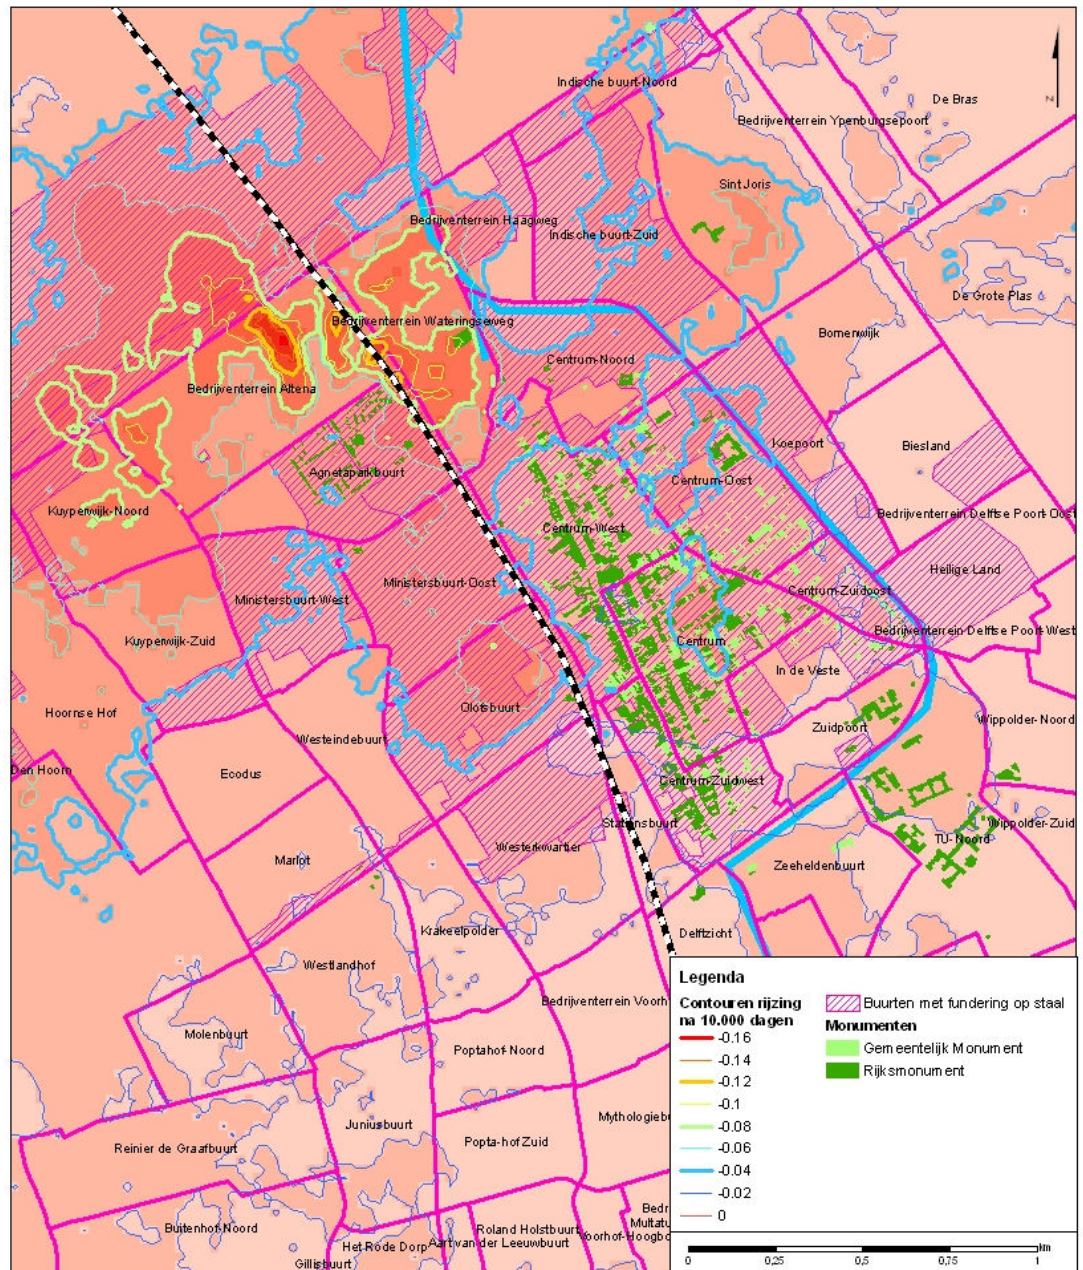 Indische buurt-Noord
De Bras
Bedrijventerrein Ypenburgsepoort
N
Sint Joris
Bedrijventerrein Haagweg
Indische buurt-Zuid
De Grote Plas
Bedrijventerrein Wateringseweg
Bomenwijk
Centrum-Noord
Bedrijventerrein Altena
Koepoort
Biesland
Agnetaparkbuurt
Centrum-Oost
Kuyperwijk-Noord
Bedrijventerrein Delftse Poort-Oost
Centrum-West
Heilige Land
Ministersbuurt-Oost
Centrum-Zuidoost
Ministersbuurt-West
Bedrijventerrein Delftse Poort-West
Kuyperwijk-Zuid
Centrum
In de Veste
Hoornse Hof
Olofsbuurt
Wippolder-Noord
Zuidpoort
Westeindebuurt
Den Hoorn
Ecodus
Centrum-Zuidwest
Stationsbuurt
Wippolder-Zuid
TU-Noord
Westerkwartier
Marlot
Zeeheldenbuurt
Krakeelpolder
Delftzicht
Westlandhof
Bedrijventerrein Voorh
Molenbuurt
Poptahof-Noord
Mythologiebu
Juniusbuurt
Popta-hof Zuid
Reinier de Graafbuurt
Bedr
Multatu
Buitenhof-Noord
Roland Holstbuurt
Voorhof-Hoogbo
Het Rode Dorp
Aart van der Leeuwbuurt
Gillisbuurt
Legenda
Contouren rijzing
na 10.000 dagen
-0.16
-0.14
-0.12
-0.1
-0.08
-0.06
-0.04
-0.02
0
Buurten met fundering op staal
Monumenten
Gemeentelijk Monument
Rijksmonument
km
0 0,25 0,5 0,75 1